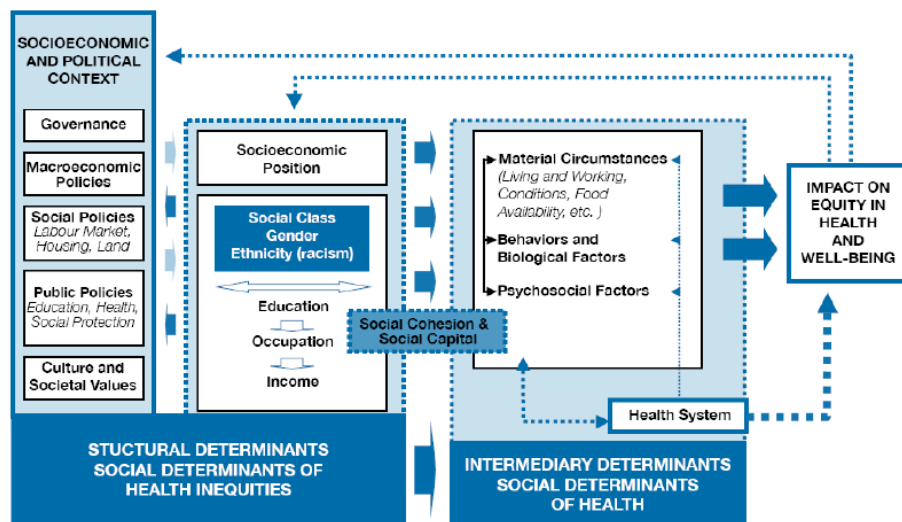 SOCIOECONOMIC
AND POLITICAL
CONTEXT
Governance
Macroeconomic
Policies
Social Policies
Labour Market,
Housing, Land
Public Policies
Education, Health,
Social Protection
Culture and
Societal Values
Socioeconomic
Position
Social Class
Gender
Ethnicity (racism)
Education
Occupation
Income
Social Cohesion &
Social Capital
STUCTURAL DETERMINANTS
SOCIAL DETERMINANTS OF
HEALTH INEQUITIES
Material Circumstances
(Living and Working,
Conditions, Food
Availability, etc. )
Behaviors and
Biological Factors
Psychosocial Factors
Health System
INTERMEDIARY DETERMINANTS
SOCIAL DETERMINANTS
OF HEALTH
IMPACT ON
EQUITY IN
HEALTH
AND
WELL-BEING